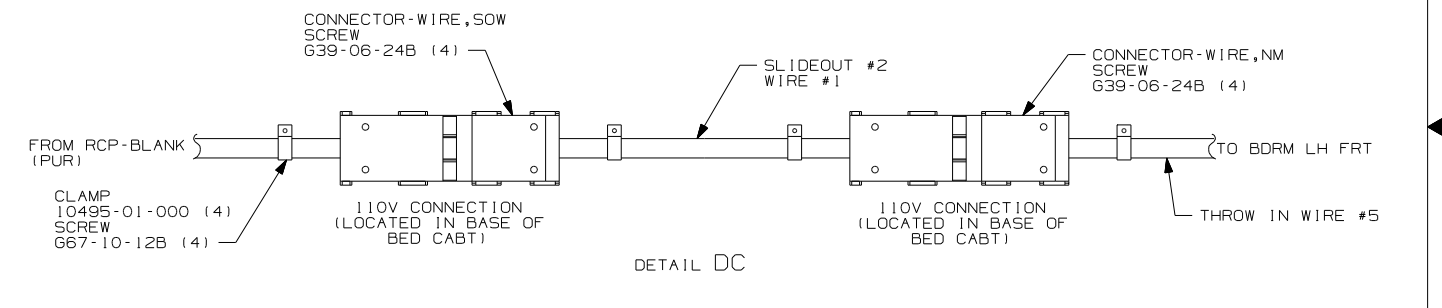 CONNECTOR-WIRE,SOW
SCREW
G39-06-24B (4)
SLIDEOUT #2
WIRE #1
CONNECTOR-WIRE,NM
SCREW
G39-06-24B (4)
FROM RCP-BLANK
(PUR)
TO BDRM LH FRT
CLAMP
10495-01-000 (4)
SCREW
G67-10-12B (4)
110V CONNECTION
(LOCATED IN BASE OF
BED CABT)
110V CONNECTION
(LOCATED IN BASE OF
BED CABT)
THROW IN WIRE #5
DETAIL DC